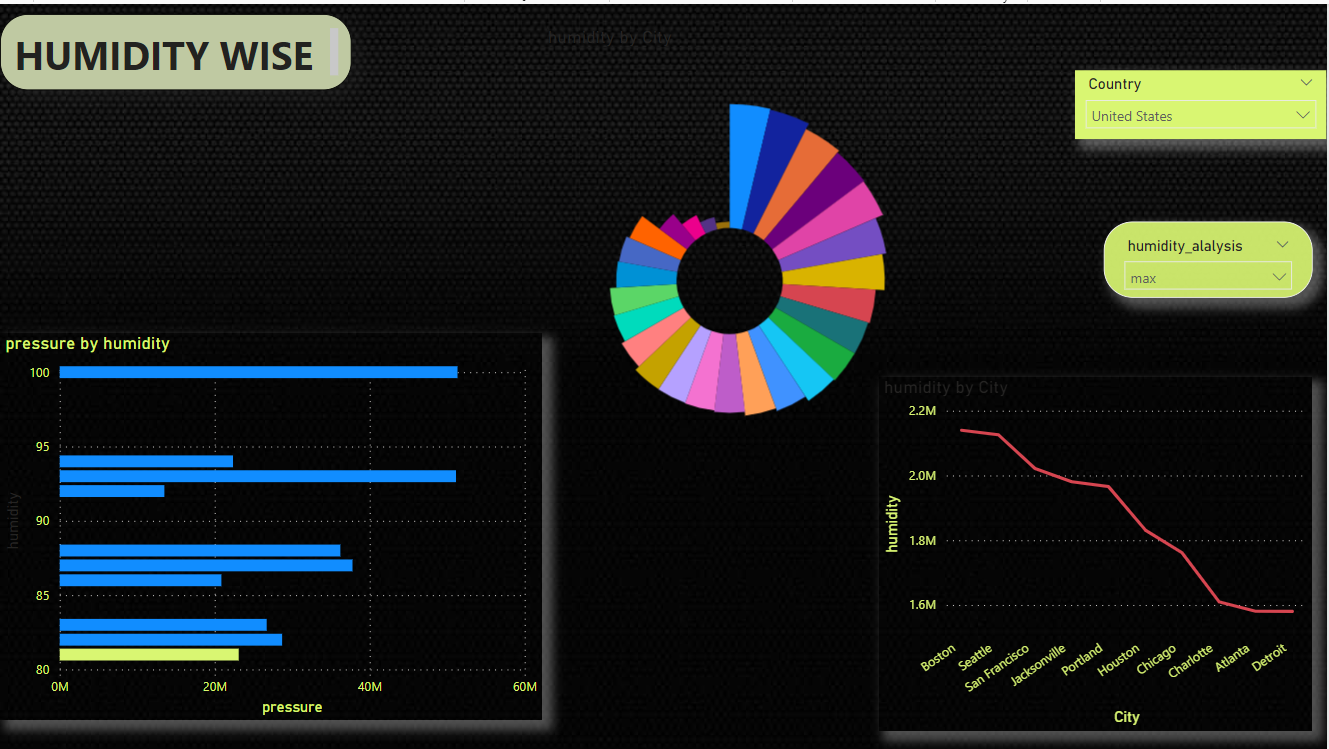 HUMIDITY WISE
humidity by City
Country
United States
humidity_alalysis
max
pressure by humidity
100
95
90
85
80
humidity
0M
20M
40M
60M
pressure
humidity by City
2.2M
2.0M
1.8M
1.6M
humidity
Boston
Seattle
San Francisco
Jacksonville
Portland
Houston
Chicago
Charlotte
Atlanta
Detroit
City